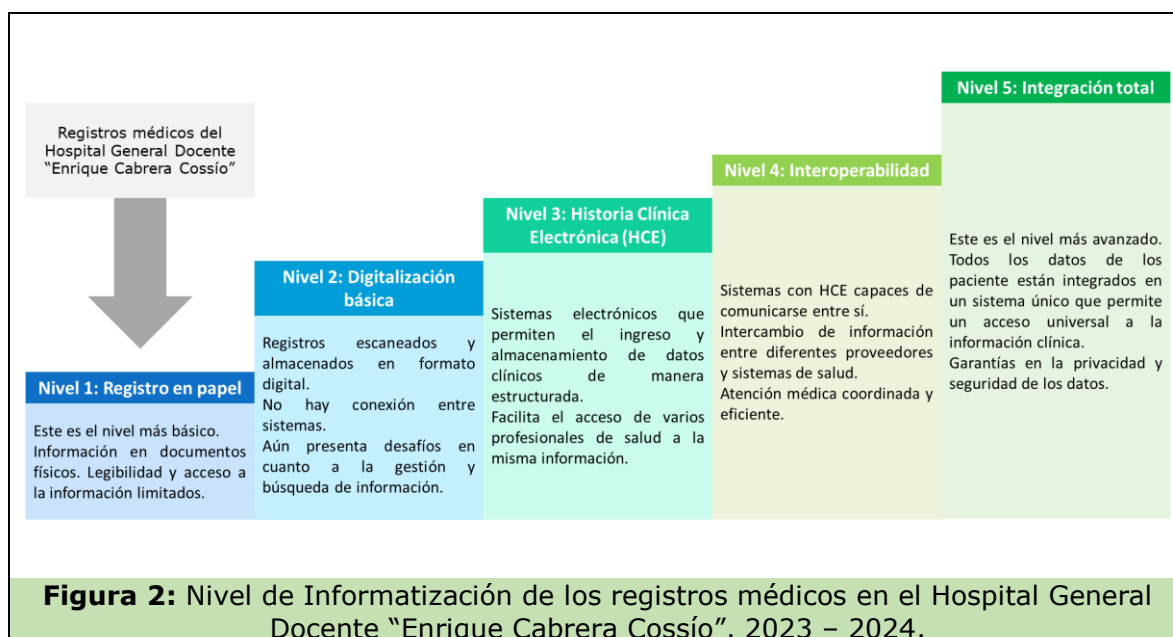 Registros médicos del
Hospital General Docente
“Enrique Cabrera Cossío”
Nivel 1: Registro en papel
Este es el nivel más básico.
Información en documentos
físicos. Legibilidad y acceso a
la información limitados.
Nivel 2: Digitalización
básica
Registros escaneados y
almacenados en formato
digital.
No hay conexión entre
sistemas.
Aún presenta desafíos en
cuanto a la gestión y
búsqueda de información.
Nivel 3: Historia Clínica
Electrónica (HCE)
Sistemas electrónicos que
permiten el ingreso y
almacenamiento de datos
clínicos de manera
estructurada.
Facilita el acceso de varios
profesionales de salud a la
misma información.
Nivel 4: Interoperabilidad
Sistemas con HCE capaces de
comunicarse entre sí.
Intercambio de información
entre diferentes proveedores
y sistemas de salud.
Atención médica coordinada y
eficiente.
Nivel 5: Integración total
Este es el nivel más avanzado.
Todos los datos de los
paciente están integrados en
un sistema único que permite
un acceso universal a la
información clínica.
Garantías en la privacidad y
seguridad de los datos.
Figura 2: Nivel de Informatización de los registros médicos en el Hospital General
Docente “Enrique Cabrera Cossío”, 2023 – 2024.